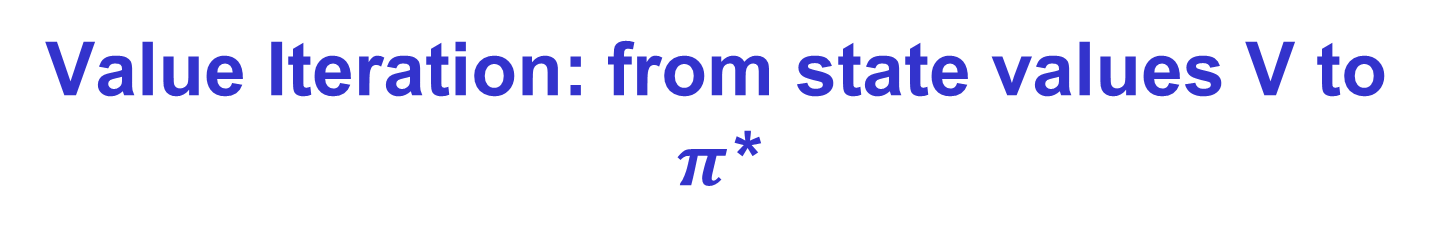 Value Iteration: from state values V to
𝝅*